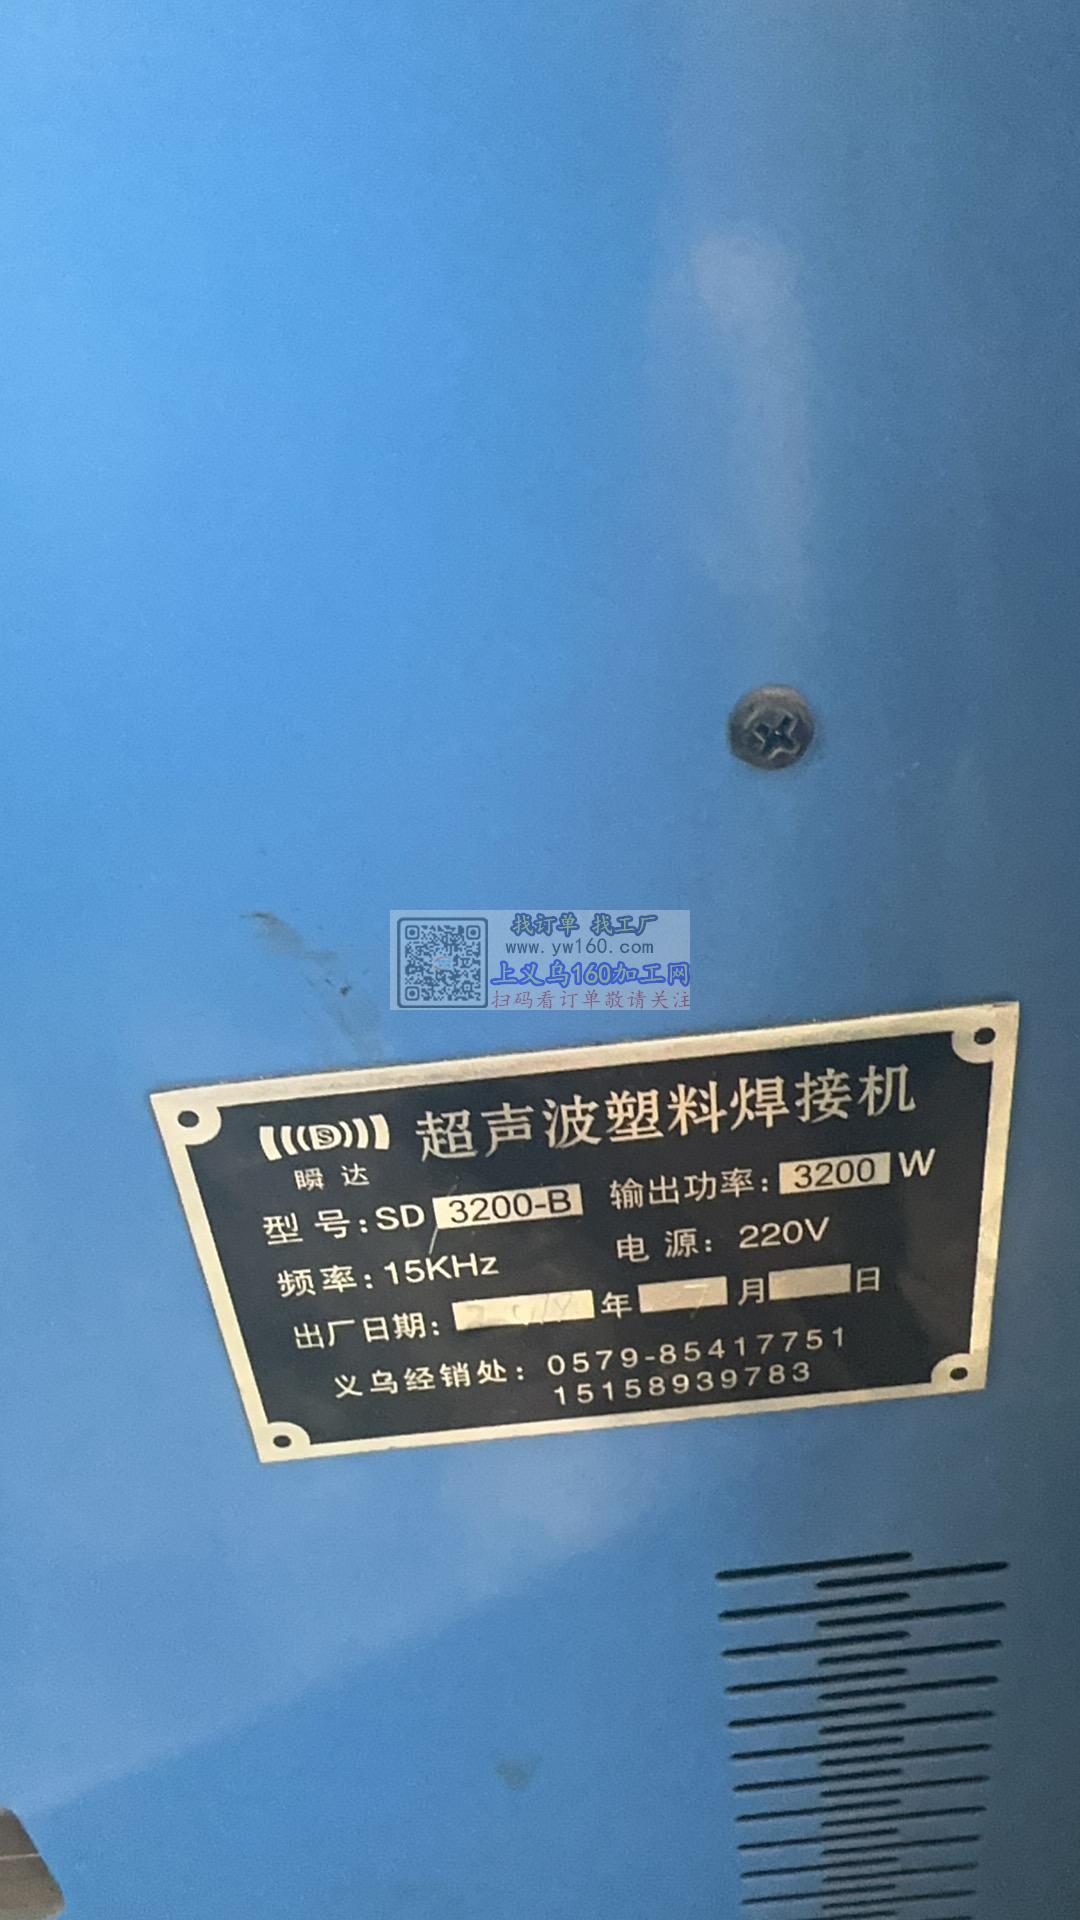 找订单 找工厂
www.yw160.com
上义乌160加工网
扫码看订单敬请关注
DS
瞬达
超声波塑料焊接机
型号:SD 3200-B 输出功率:3200 W
频率:15KHz 电源:220V
出厂日期: 年 7 月 日
义乌经销处:0579-85417751
15158939783